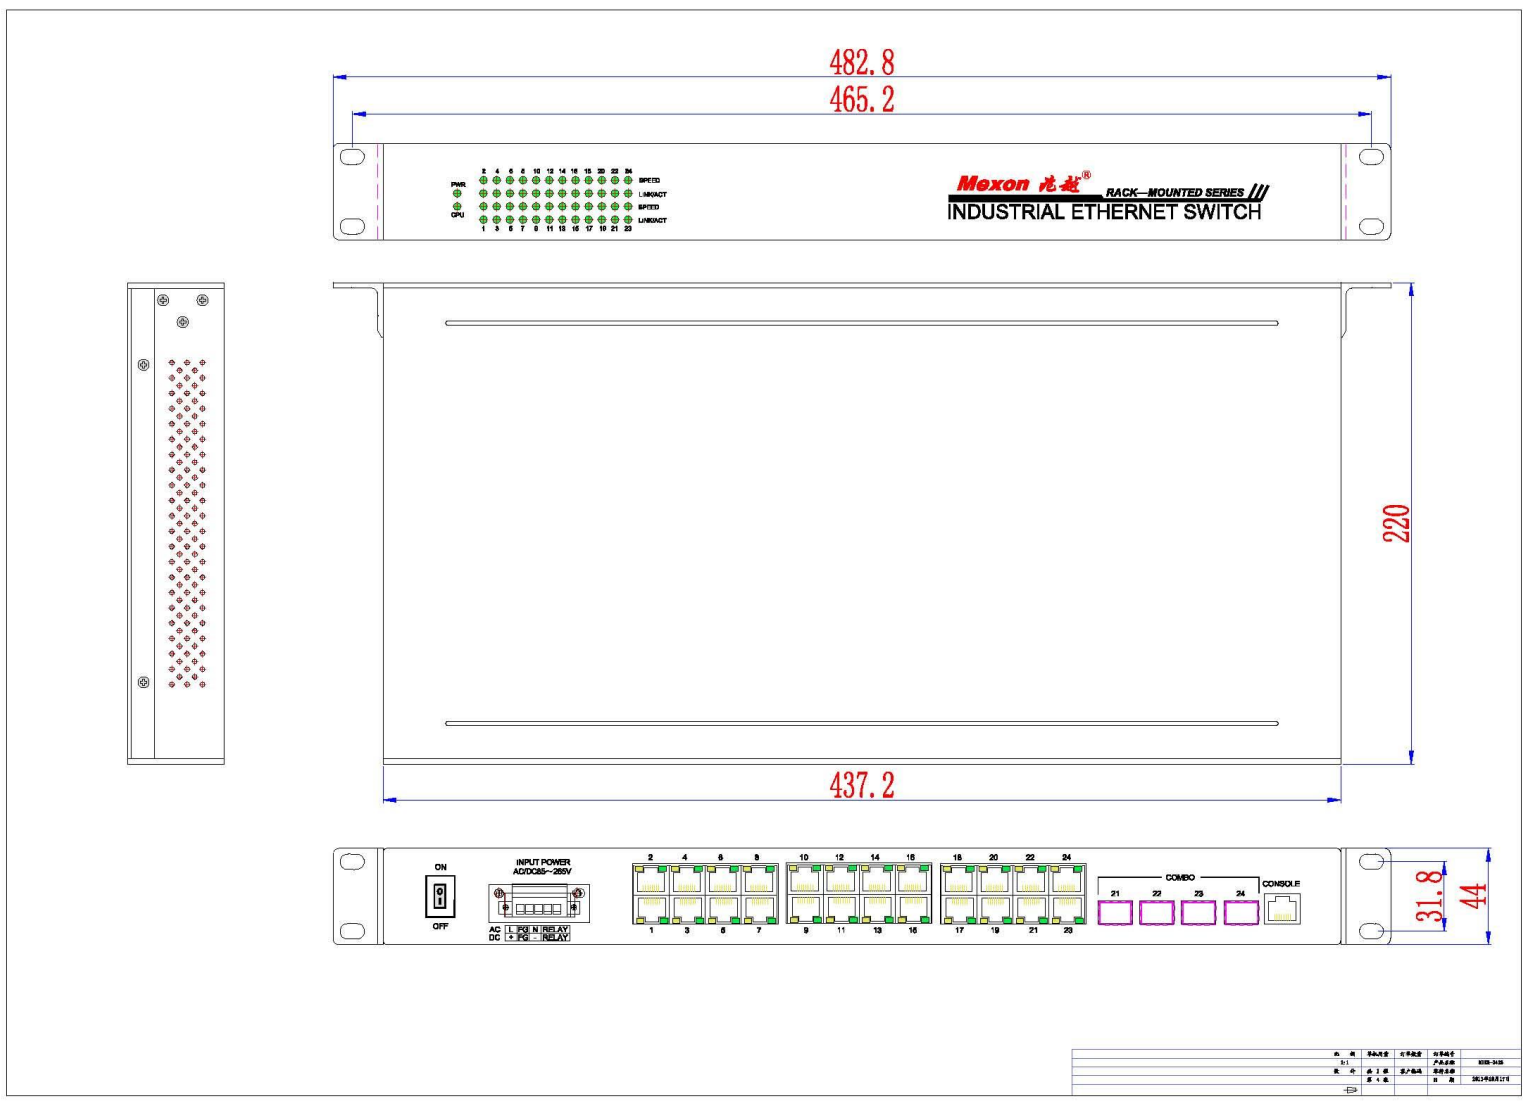 482.8
465.2
2 4 6 8 10 12 14 16 18 20 22 24
PWR
CPU
SPEED
LINK/ACT
SPEED
LINK/ACT
1 3 5 7 9 11 13 15 17 19 21 23
Mexon 兆越®
RACK—MOUNTED SERIES
INDUSTRIAL ETHERNET SWITCH
220
437.2
ON
OFF
INPUT POWER
AC/DC85～265V
AC L FG N RELAY
DC + FG - RELAY
2 4 6 8 10 12 14 16 18 20 22 24
1 3 5 7 9 11 13 15 17 19 21 23
COMBO
21 22 23 24
CONSOLE
31.8
44